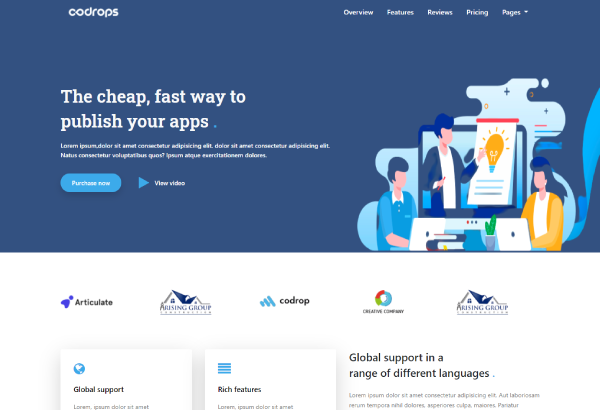 codrops
Overview Features Reviews Pricing Pages
The cheap, fast way to
publish your apps .
Lorem ipsum,dolor sit amet consectetur adipisicing elit. dolor sit amet consectetur adipisicing elit.
Natus consectetur voluptatibus quos? Ipsum atque exercitationem dolores.
Purchase now View video
Articulate
ARISING GROUP
CONSTRUCTION
codrop
CREATIVE COMPANY
ARISING GROUP
CONSTRUCTION
Global support
Lorem, ipsum dolor sit amet
Rich features
Lorem, ipsum dolor sit amet
Global support in a
range of different languages .
Lorem ipsum dolor sit amet consectetur adipisicing elit. Ab laboriosam
rerum tempora nihil dolores, asperiores culpa, maiores. Pariatur